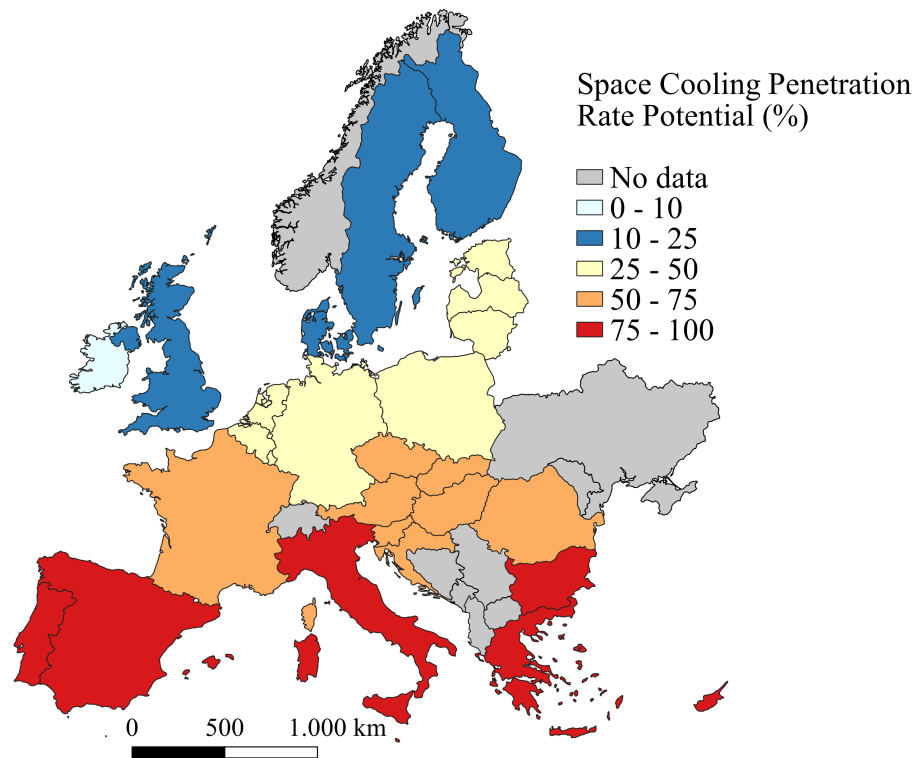 Space Cooling Penetration
Rate Potential (%)
No data
0 - 10
10 - 25
25 - 50
50 - 75
75 - 100
0 500 1.000 km